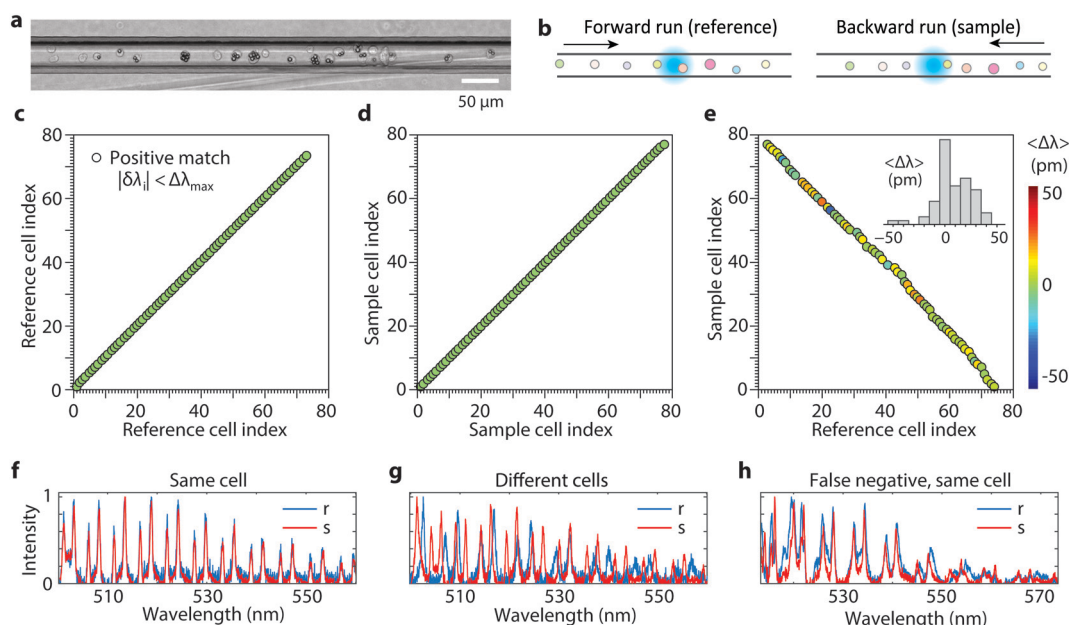 a
50 μm
b
Forward run (reference)
Backward run (sample)
c
80
60
40
20
0
Reference cell index
Positive match
|δλi| < Δλmax
0 20 40 60 80
Reference cell index
d
80
60
40
20
0
Sample cell index
0 20 40 60 80
Sample cell index
e
80
60
40
20
0
Sample cell index
<Δλ>
(pm)
−50 0 50
0 20 40 60 80
Reference cell index
<Δλ>
(pm)
50
0
-50
f
Same cell
1
0
Intensity
r
s
510 530 550
Wavelength (nm)
g
Different cells
r
s
510 530 550
Wavelength (nm)
h
False negative, same cell
r
s
530 550 570
Wavelength (nm)